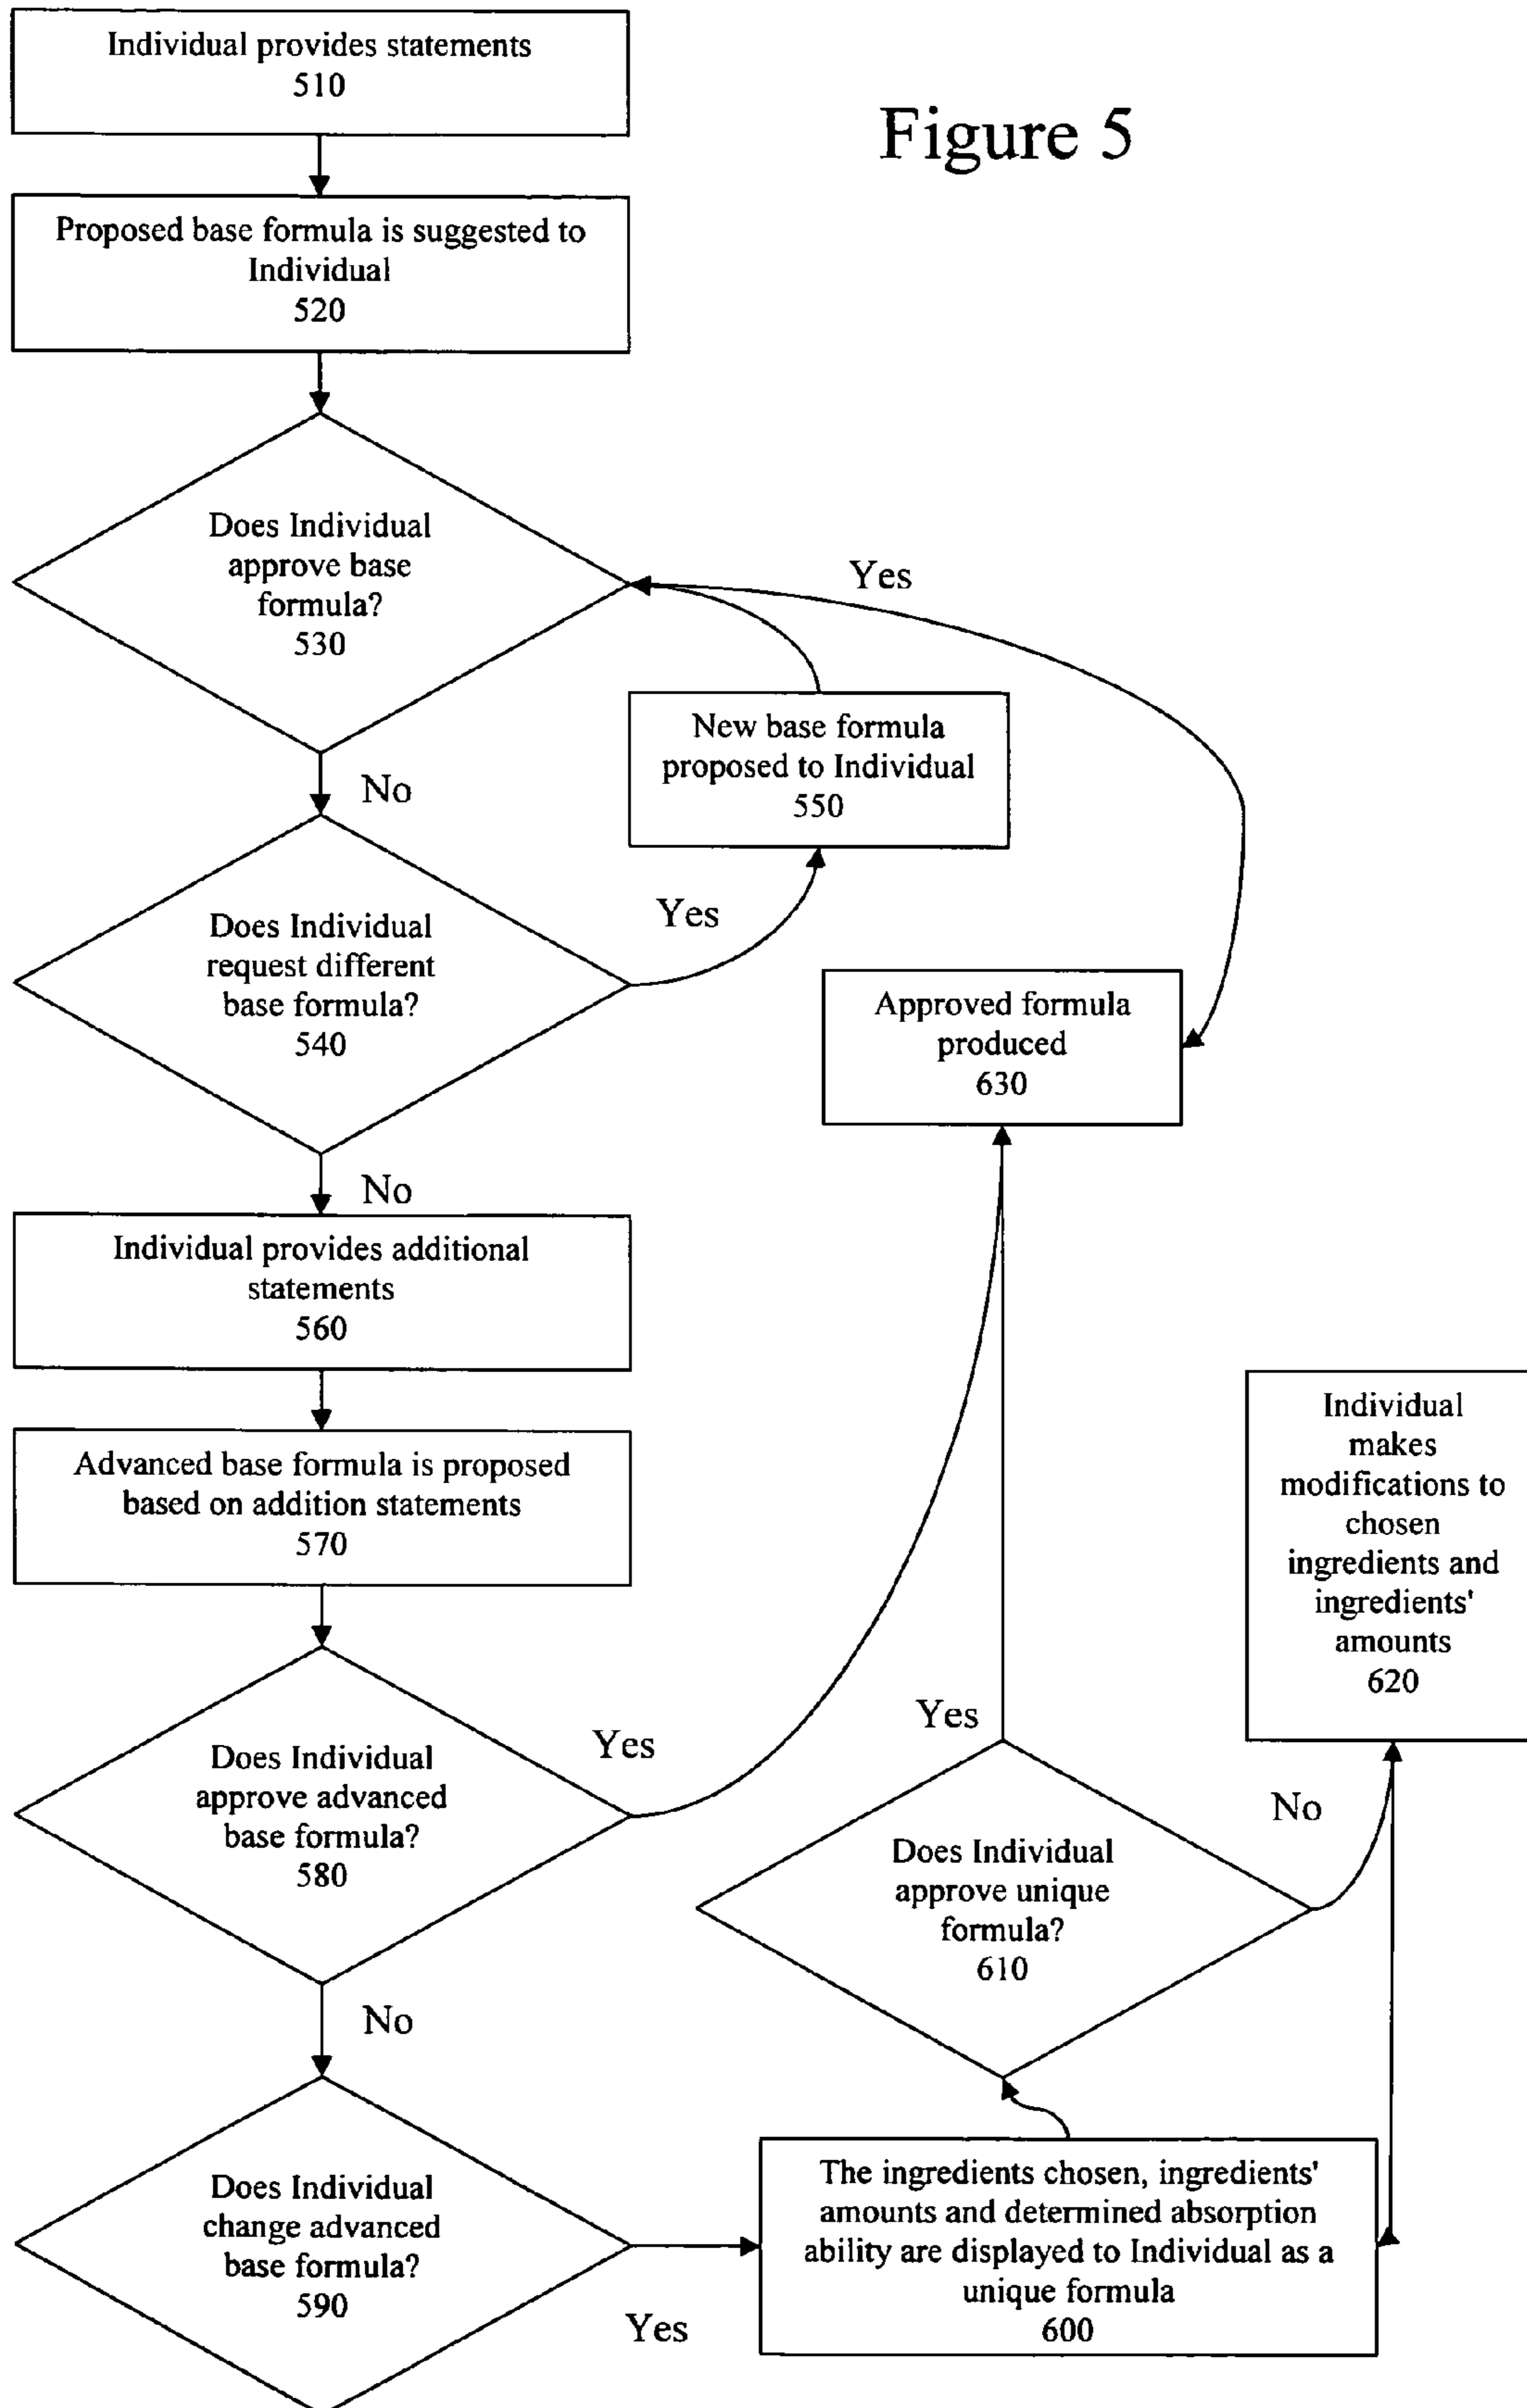 Individual provides statements
510
Figure 5
Proposed base formula is suggested to
Individual
520
Does Individual
approve base
formula?
530
Yes
New base formula
proposed to Individual
550
No
Does Individual
request different
base formula?
540
Yes
Approved formula
produced
630
No
Individual provides additional
statements
560
Advanced base formula is proposed
based on addition statements
570
Individual
makes
modifications to
chosen
ingredients and
ingredients'
amounts
620
Does Individual
approve advanced
base formula?
580
Yes
Yes
No
Does Individual
approve unique
formula?
610
No
Does Individual
change advanced
base formula?
590
Yes
The ingredients chosen, ingredients'
amounts and determined absorption
ability are displayed to Individual as a
unique formula
600